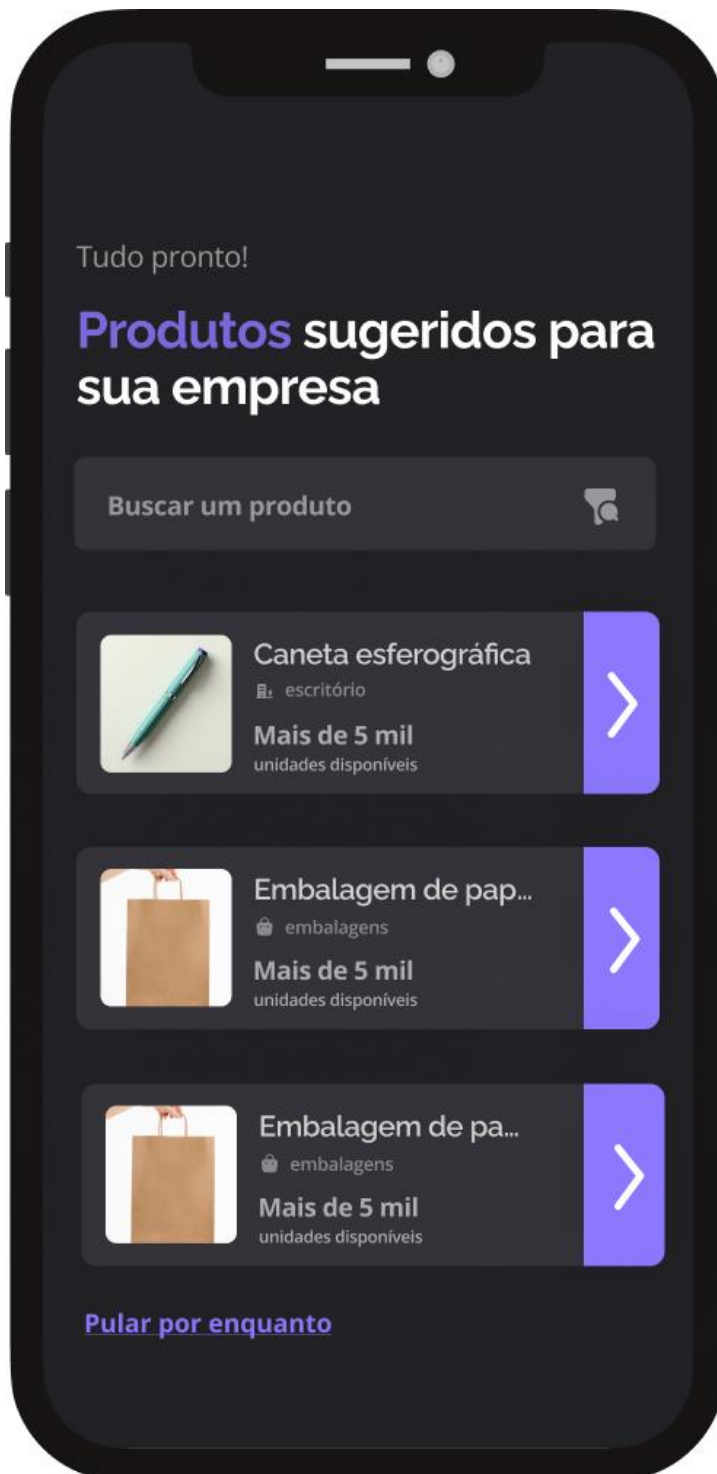 Tudo pronto!
Produtos sugeridos para
sua empresa
Buscar um produto
Caneta esferográfica
escritório
Mais de 5 mil
unidades disponíveis
Embalagem de pap...
embalagens
Mais de 5 mil
unidades disponíveis
Embalagem de pa...
embalagens
Mais de 5 mil
unidades disponíveis
Pular por enquanto